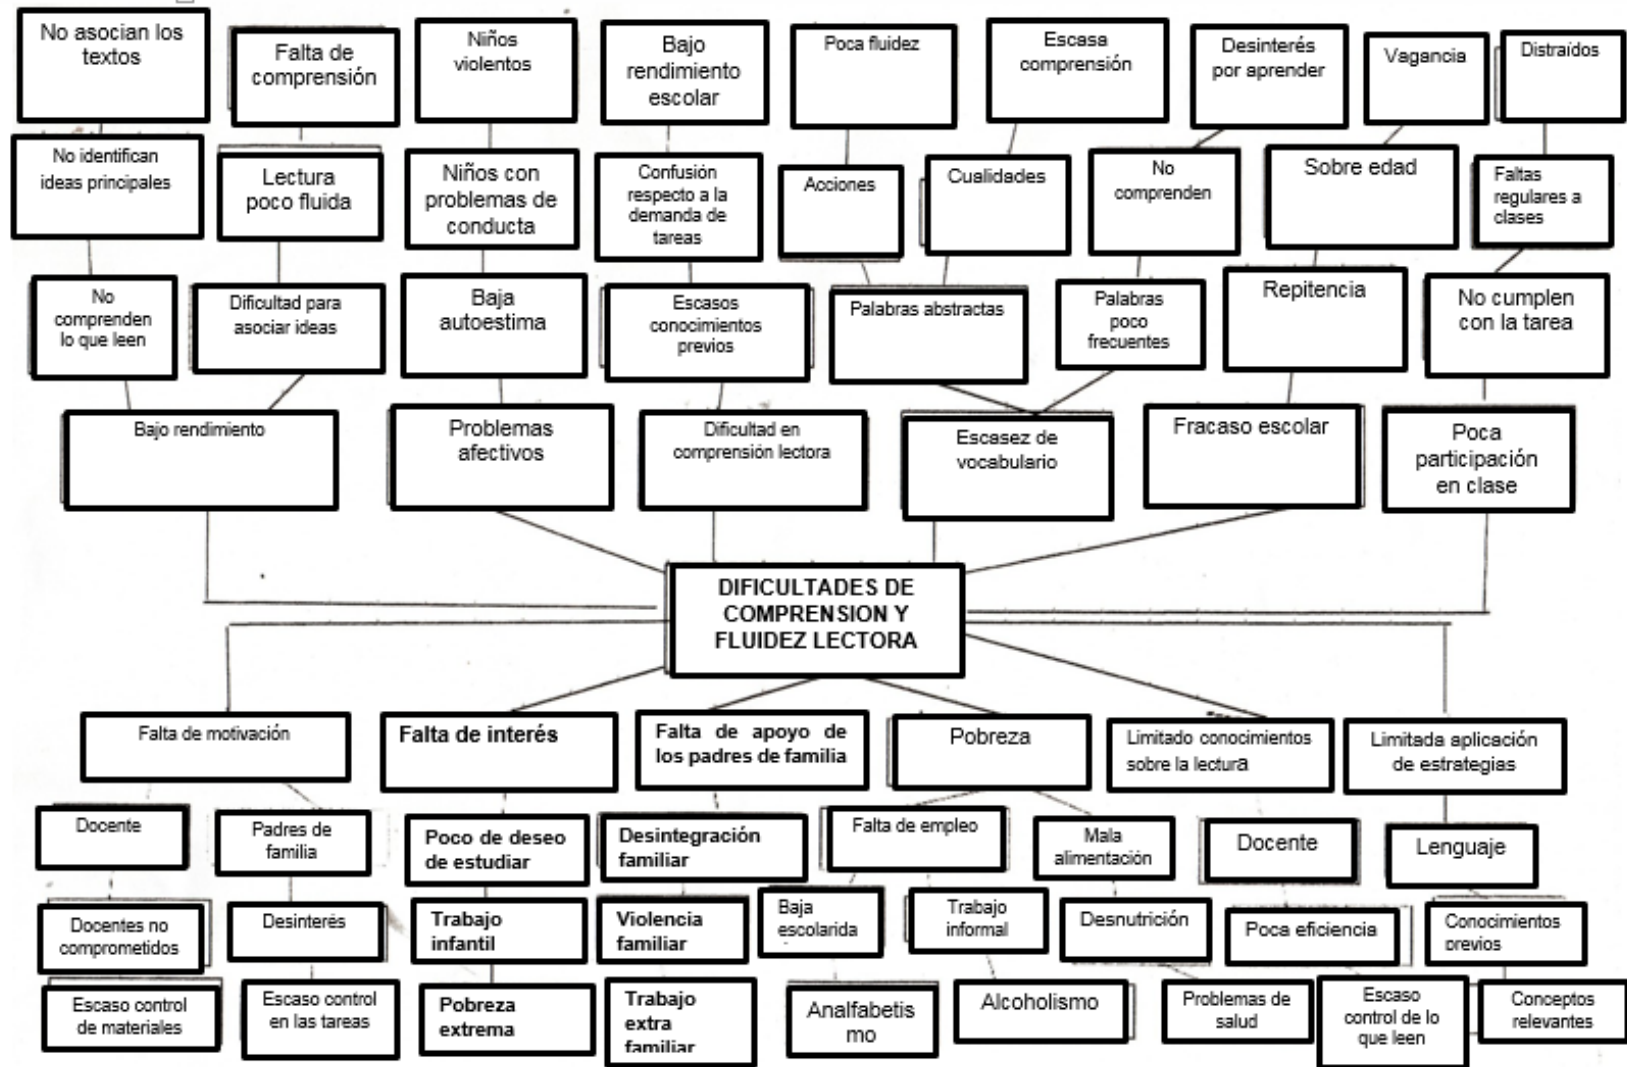 No asocian los
textos
Falta de
comprensión
Niños
violentos
Bajo
rendimiento
escolar
Poca fluidez
Escasa
comprensión
Desinterés
por aprender
Vagancia
Distraídos
No identifican
ideas principales
Lectura
poco fluida
Niños con
problemas de
conducta
Confusión
respecto a la
demanda de
tareas
Acciones
Cualidades
No
comprenden
Sobre edad
Faltas
regulares a
clases
No
comprenden
lo que leen
Dificultad para
asociar ideas
Baja
autoestima
Escasos
conocimientos
previos
Palabras abstractas
Palabras
poco
frecuentes
Repitencia
No cumplen
con la tarea
Bajo rendimiento
Problemas
afectivos
Dificultad en
comprensión lectora
Escasez de
vocabulario
Fracaso escolar
Poca
participación
en clase
DIFICULTADES DE
COMPRENSION Y
FLUIDEZ LECTORA
Falta de motivación
Falta de interés
Falta de apoyo de
los padres de familia
Pobreza
Limitado conocimientos
sobre la lectura
Limitada aplicación
de estrategias
Docente
Padres de
familia
Poco de deseo
de estudiar
Desintegración
familiar
Falta de empleo
Mala
alimentación
Docente
Lenguaje
Docentes no
comprometidos
Desinterés
Trabajo
infantil
Violencia
familiar
Baja
escolarida
Trabajo
informal
Desnutrición
Poca eficiencia
Conocimientos
previos
Escaso control
de materiales
Escaso control
en las tareas
Pobreza
extrema
Trabajo
extra
familiar
Analfabetis
mo
Alcoholismo
Problemas de
salud
Escaso
control de lo
que leen
Conceptos
relevantes